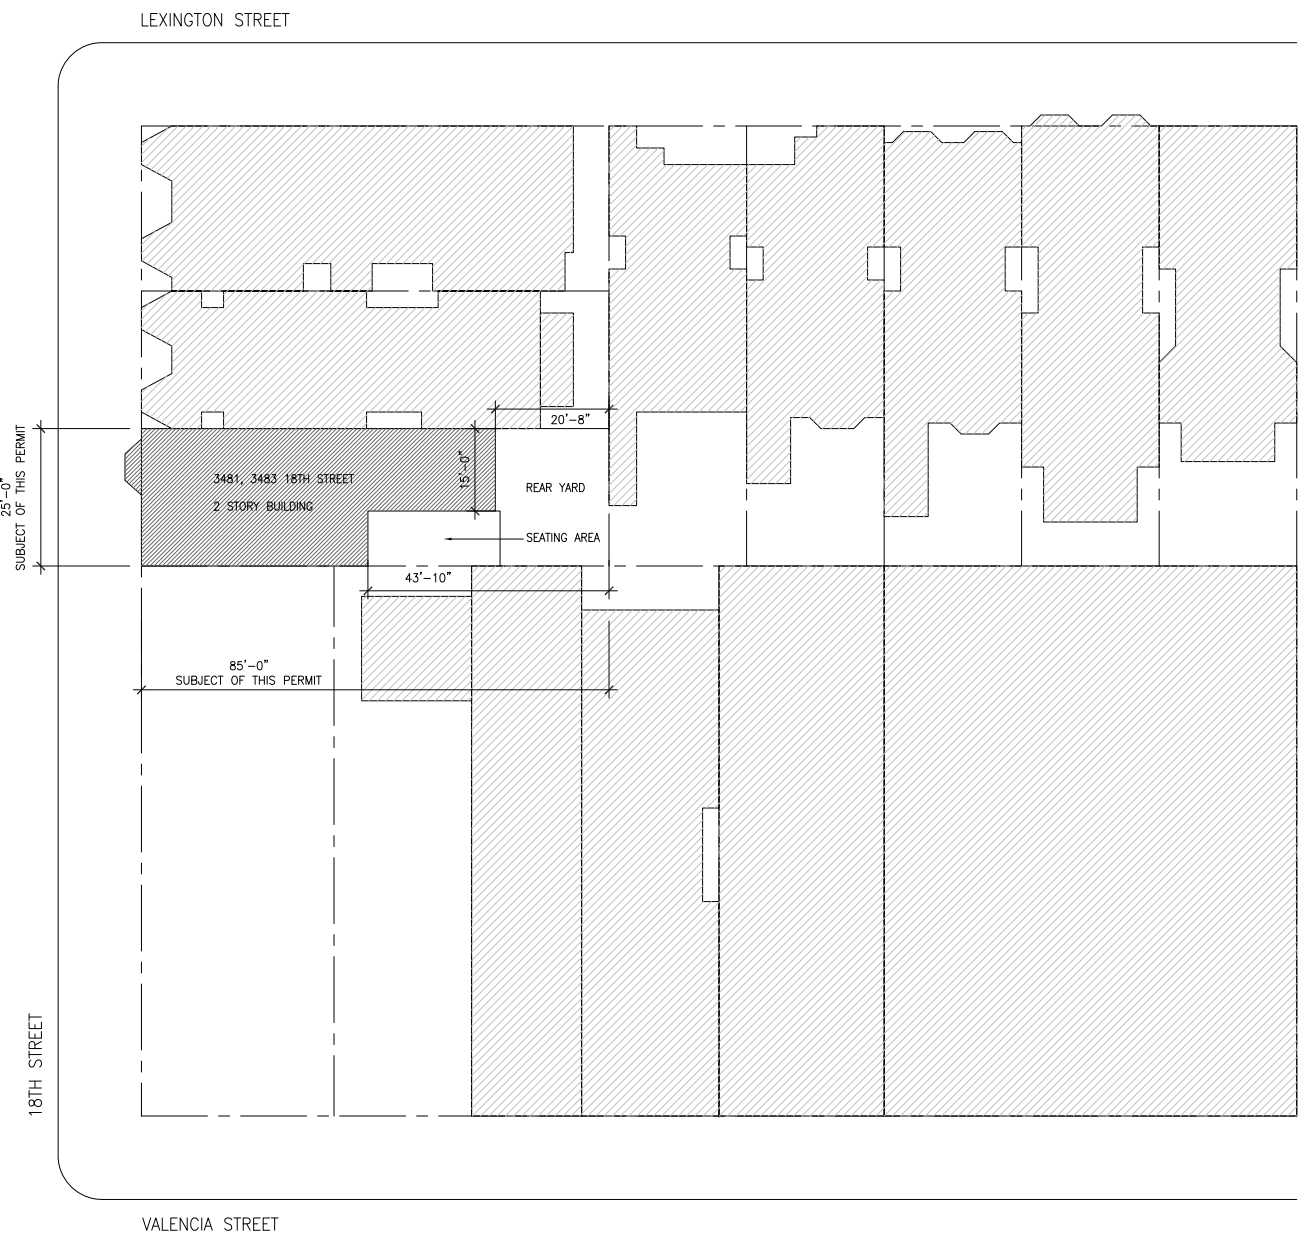 LEXINGTON STREET
20'-8"
25'-0"
SUBJECT OF THIS PERMIT
3481, 3483 18TH STREET
2 STORY BUILDING
15'-0"
REAR YARD
SEATING AREA
43'-10"
85'-0"
SUBJECT OF THIS PERMIT
18TH STREET
VALENCIA STREET